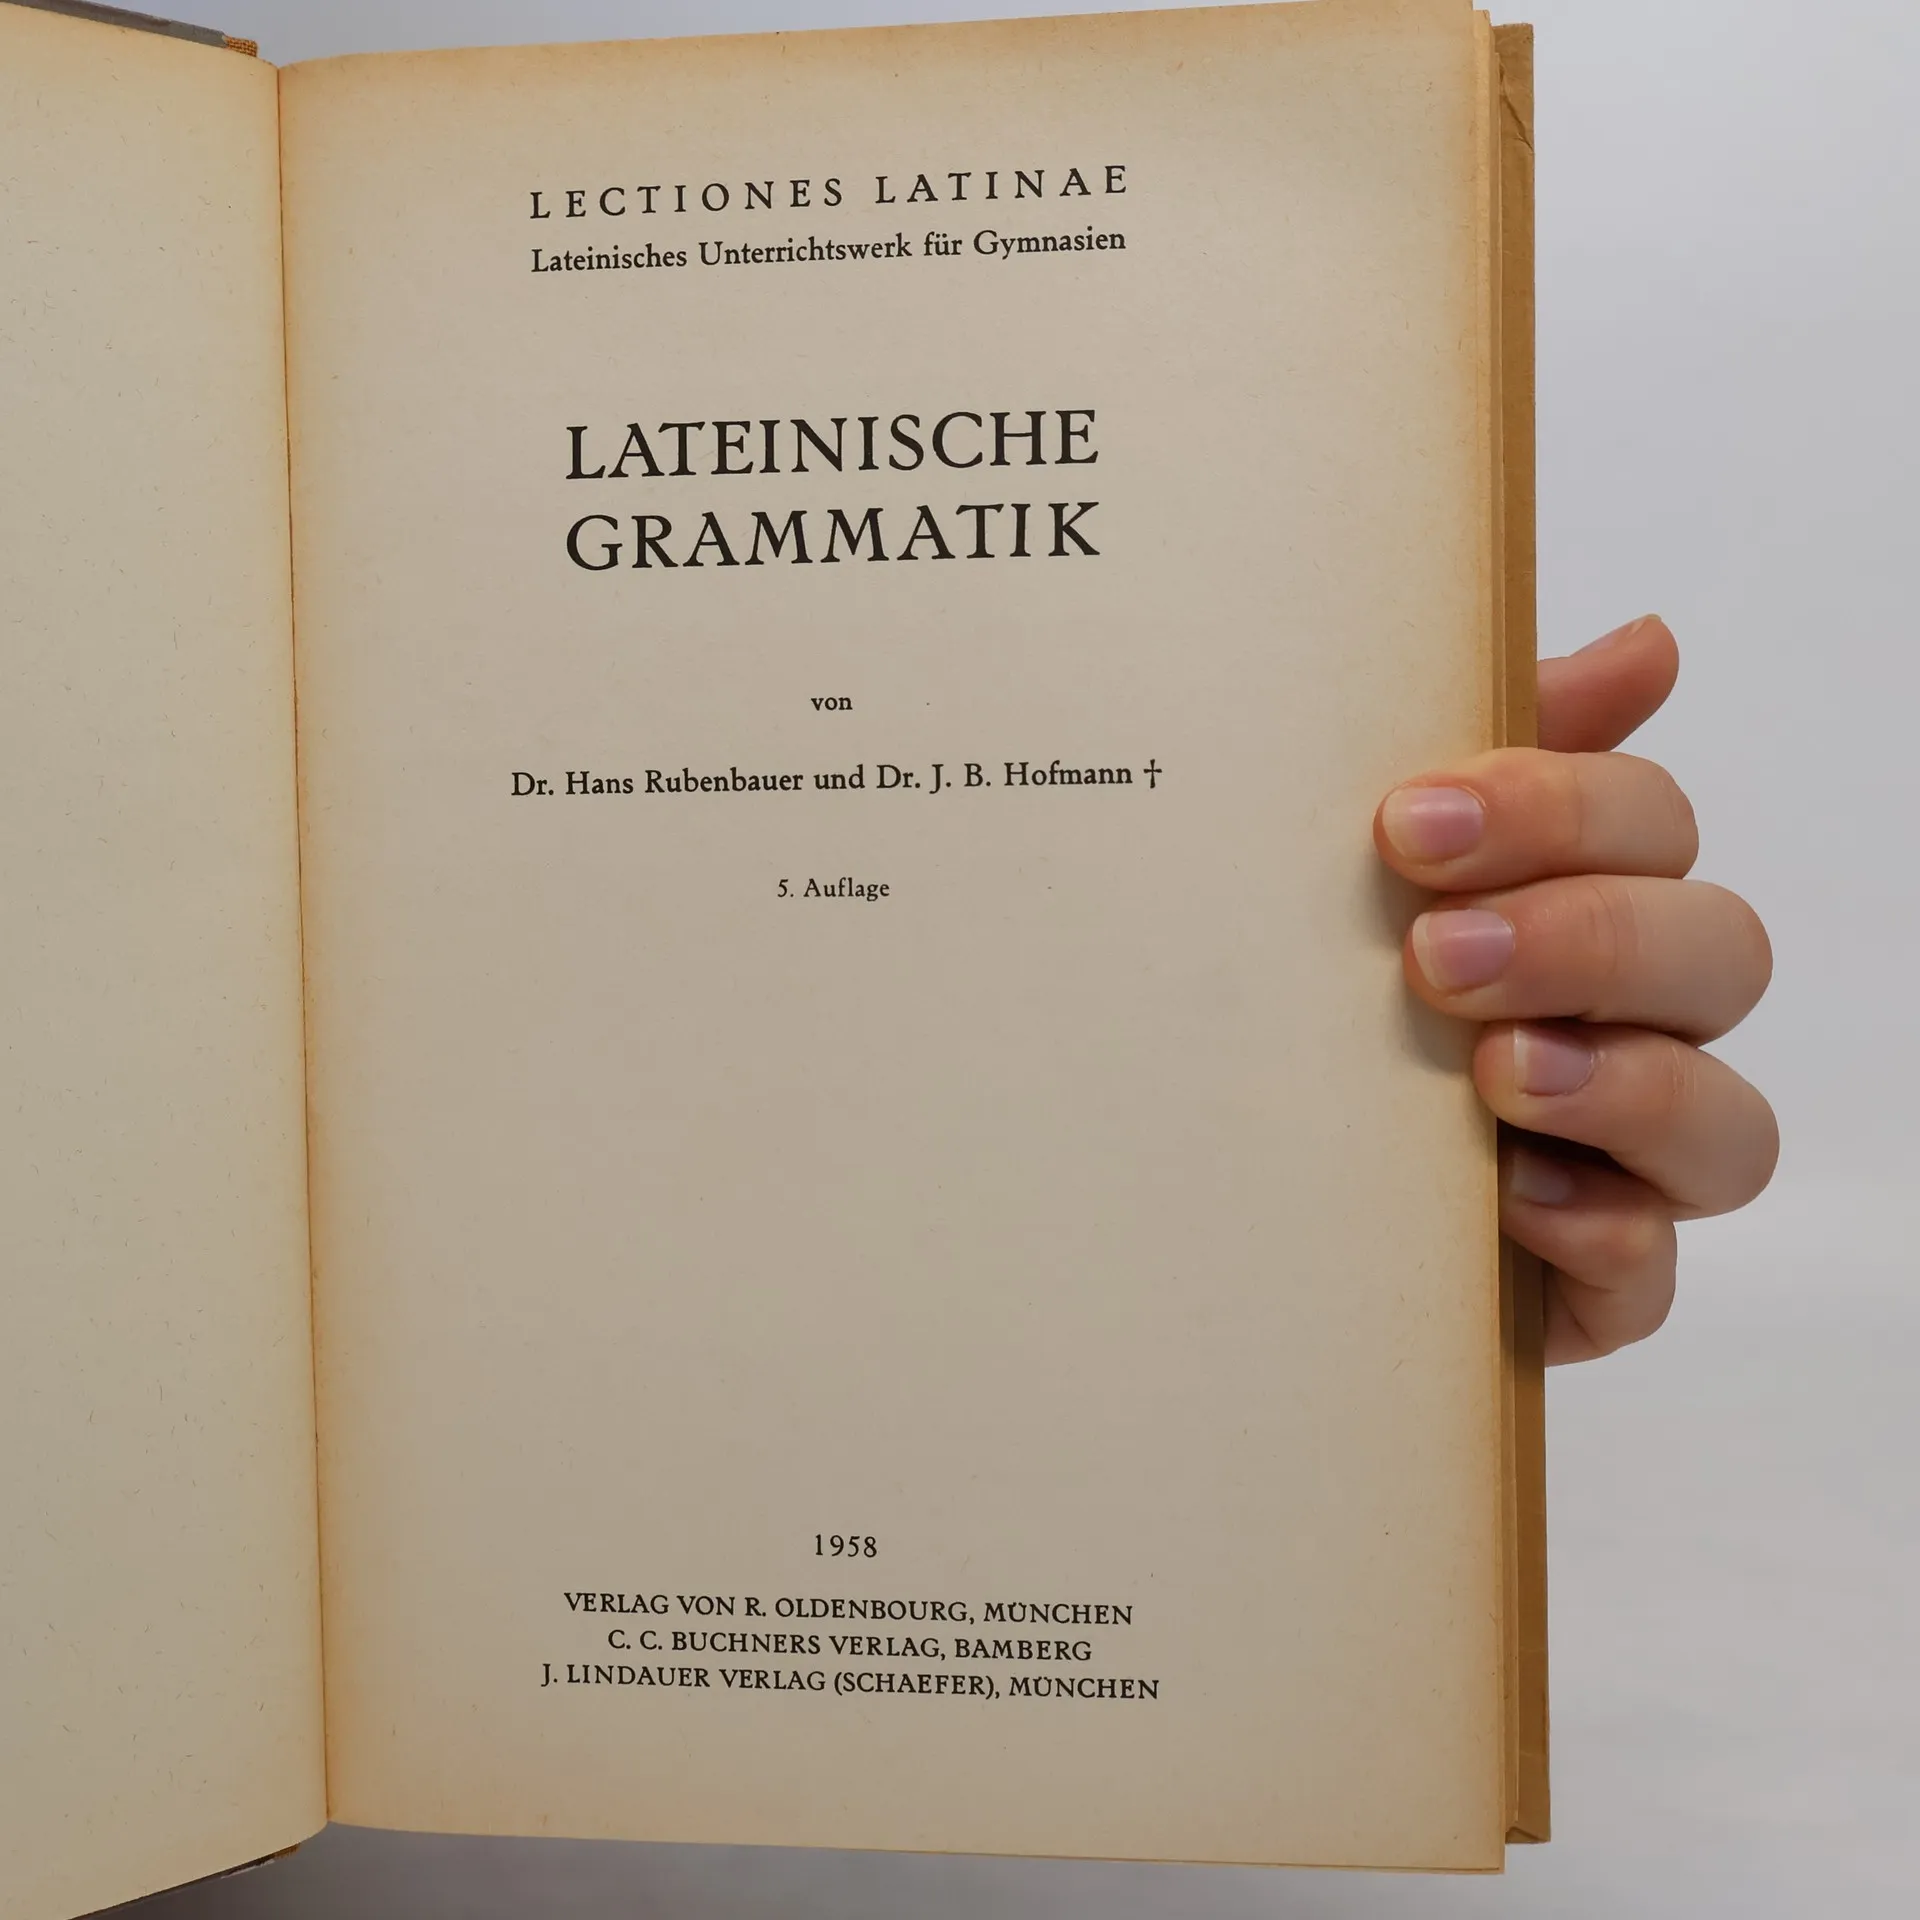 LECTIONES LATINAE
Lateinisches Unterrichtswerk für Gymnasien
LATEINISCHE
GRAMMATIK
von
Dr. Hans Rubenbauer und Dr. J. B. Hofmann †
5. Auflage
1958
VERLAG VON R. OLDENBOURG, MÜNCHEN
C. C. BUCHNERS VERLAG, BAMBERG
J. LINDAUER VERLAG (SCHAEFER), MÜNCHEN